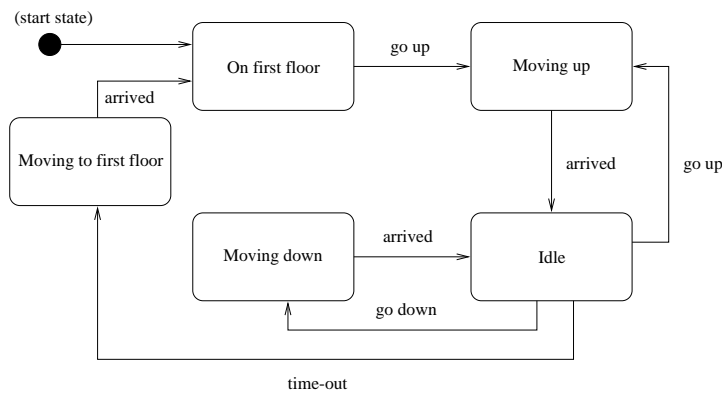 (start state)
On first floor
go up
Moving up
arrived
Moving to first floor
arrived
go up
Moving down
arrived
Idle
go down
time-out